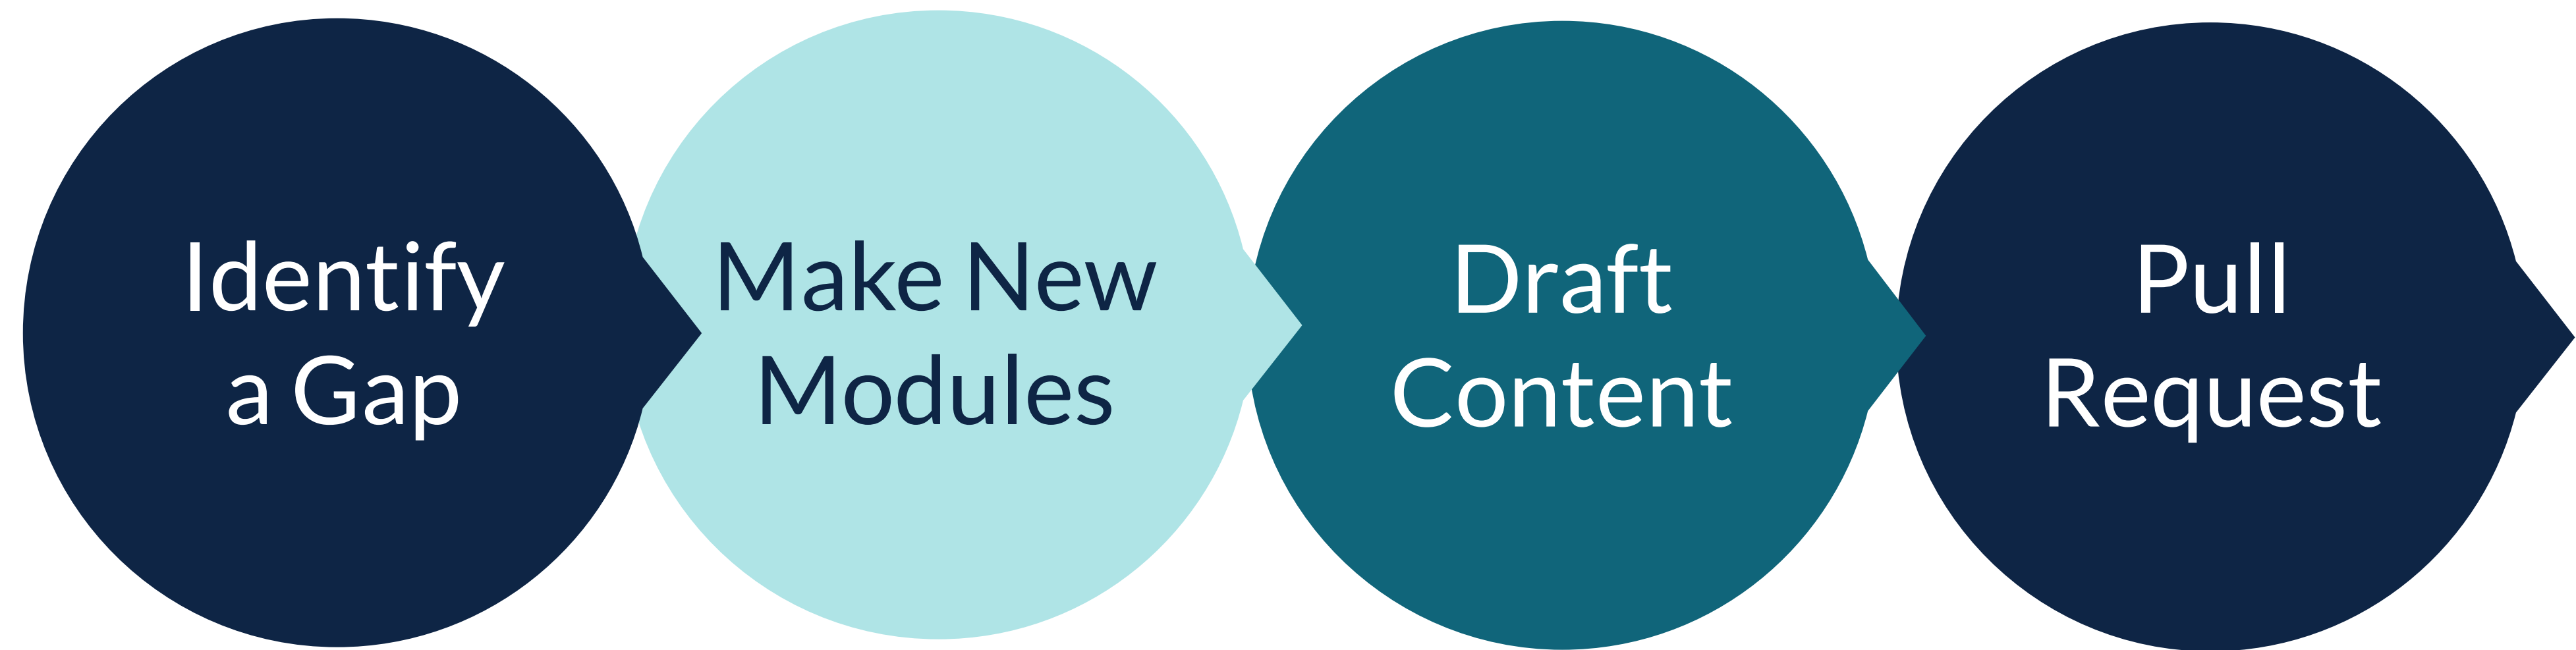 Identify
a Gap
Make New
Modules
Draft
Content
Pull
Request